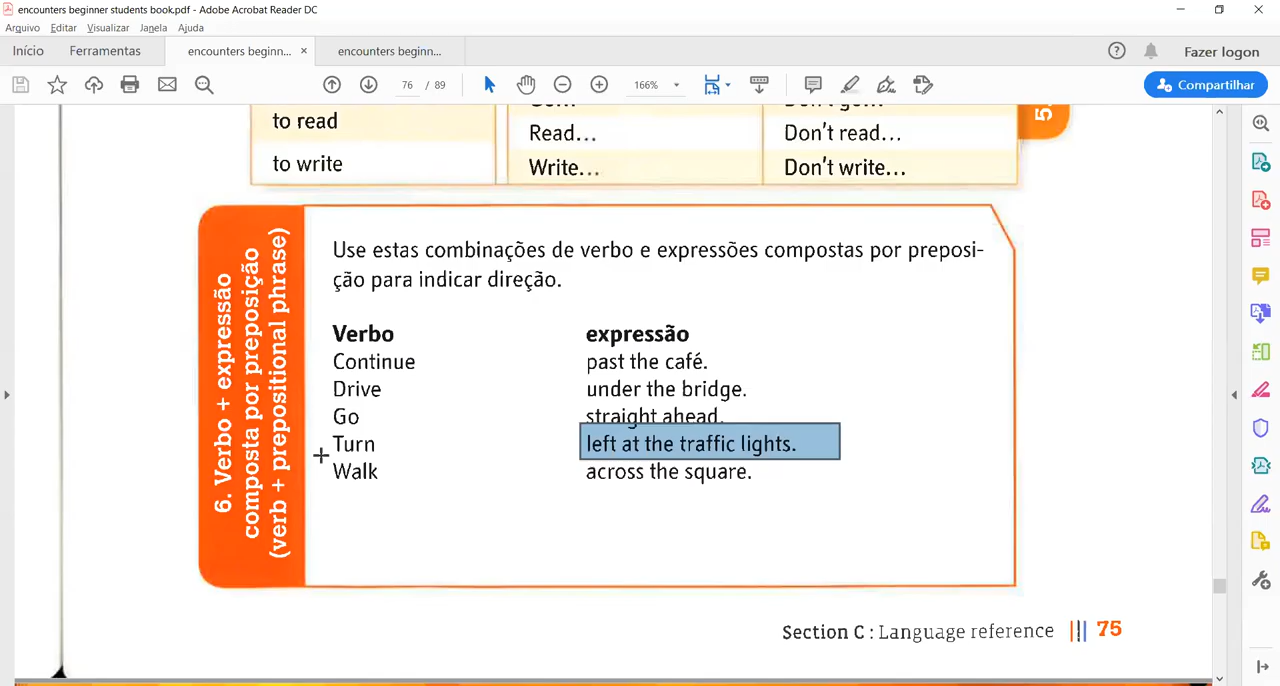 encounters beginner students book.pdf - Adobe Acrobat Reader DC
Arquivo Editar Visualizar Janela Ajuda
Início Ferramentas encounters beginn... × encounters beginn... Fazer logon
76 / 89 166% Compartilhar
to read Read... Don't read...
to write Write... Don't write...
5
6. Verbo + expressão
composta por preposição
(verb + prepositional phrase)
Use estas combinações de verbo e expressões compostas por preposi-
ção para indicar direção.
Verbo expressão
Continue past the café.
Drive under the bridge.
Go straight ahead.
Turn left at the traffic lights.
Walk across the square.
Section C : Language reference 75